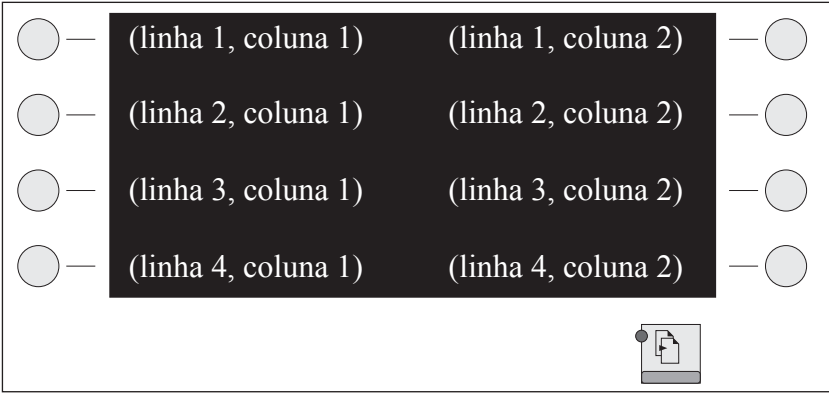 (linha 1, coluna 1) (linha 1, coluna 2)
(linha 2, coluna 1) (linha 2, coluna 2)
(linha 3, coluna 1) (linha 3, coluna 2)
(linha 4, coluna 1) (linha 4, coluna 2)